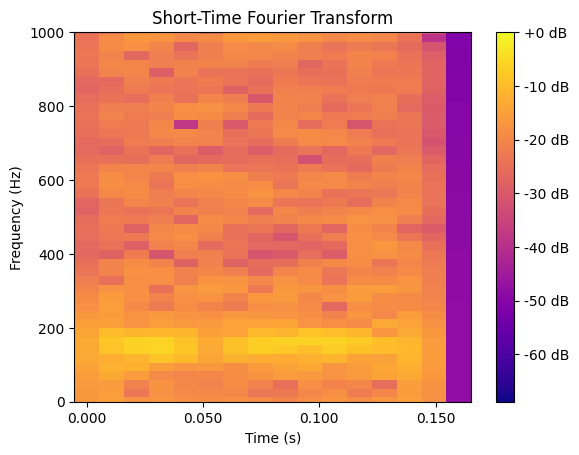 Short-Time Fourier Transform
1000
800
600
400
200
0
Frequency (Hz)
0.000
0.050
0.100
0.150
Time (s)
+0 dB
-10 dB
-20 dB
-30 dB
-40 dB
-50 dB
-60 dB